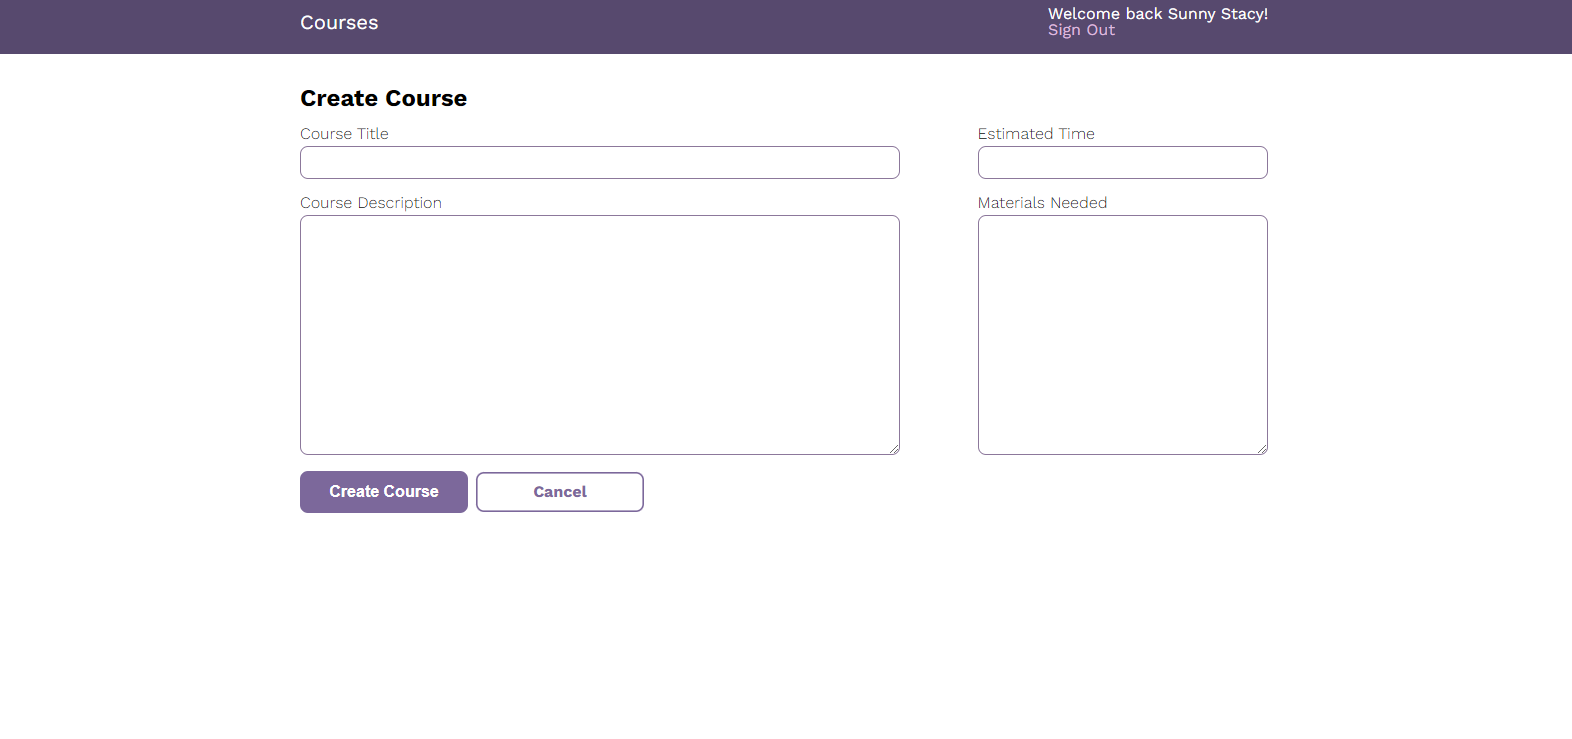 Courses
Welcome back Sunny Stacy!
Sign Out
Create Course
Course Title
Estimated Time
Course Description
Materials Needed
Create Course
Cancel